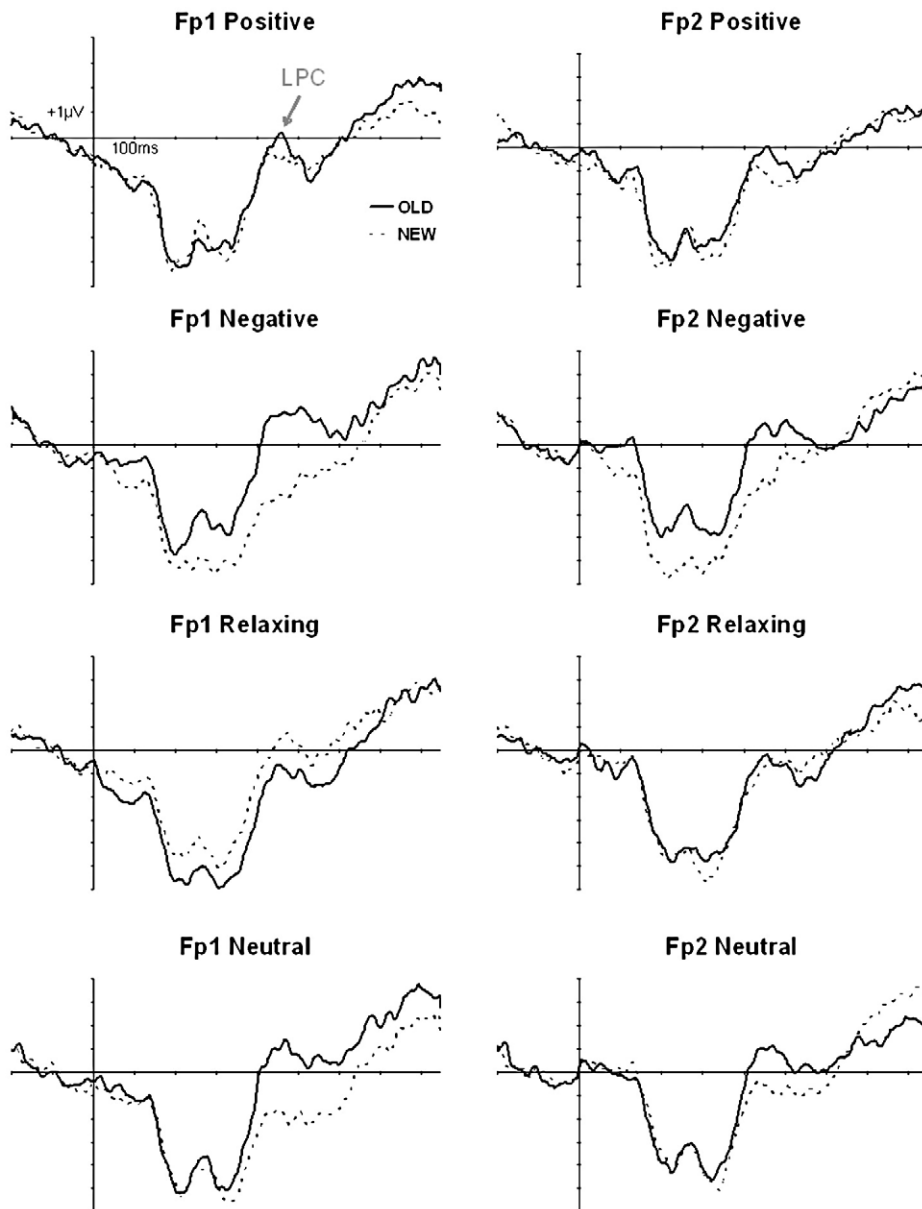 Fp1 Positive
Fp2 Positive
LPC
+1µV
100ms
OLD
NEW
Fp1 Negative
Fp2 Negative
Fp1 Relaxing
Fp2 Relaxing
Fp1 Neutral
Fp2 Neutral